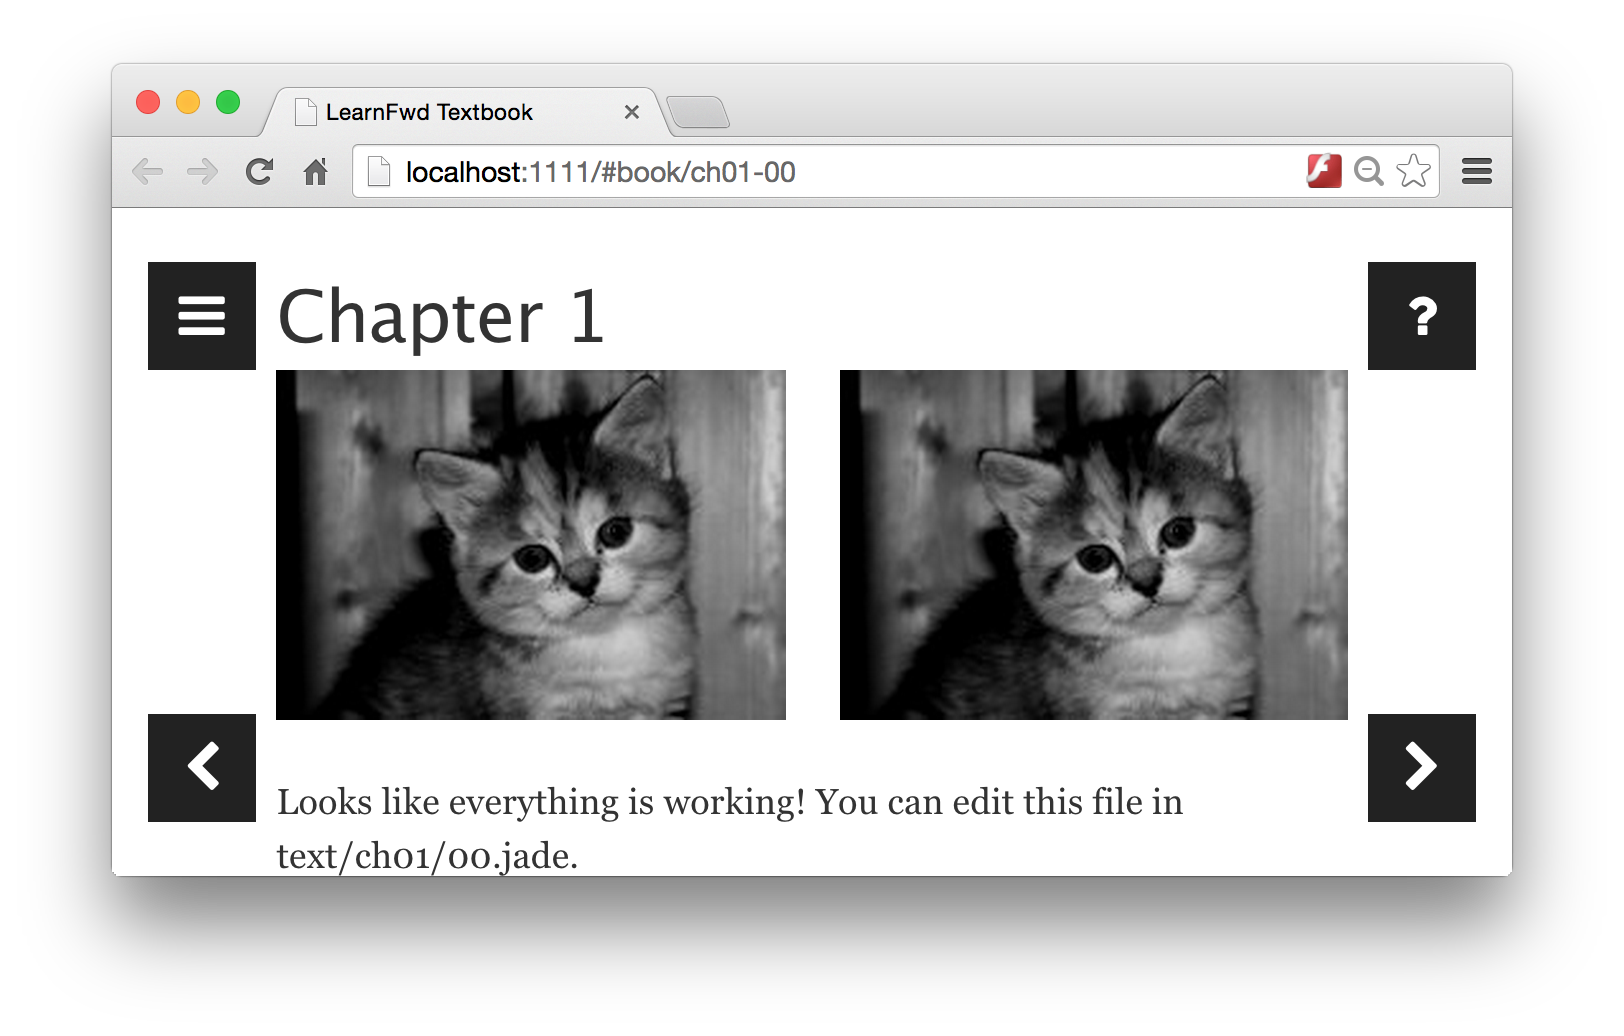 LearnFwd Textbook
localhost:1111/#book/ch01-00
Chapter 1
?
Looks like everything is working! You can edit this file in
text/ch01/00.jade.